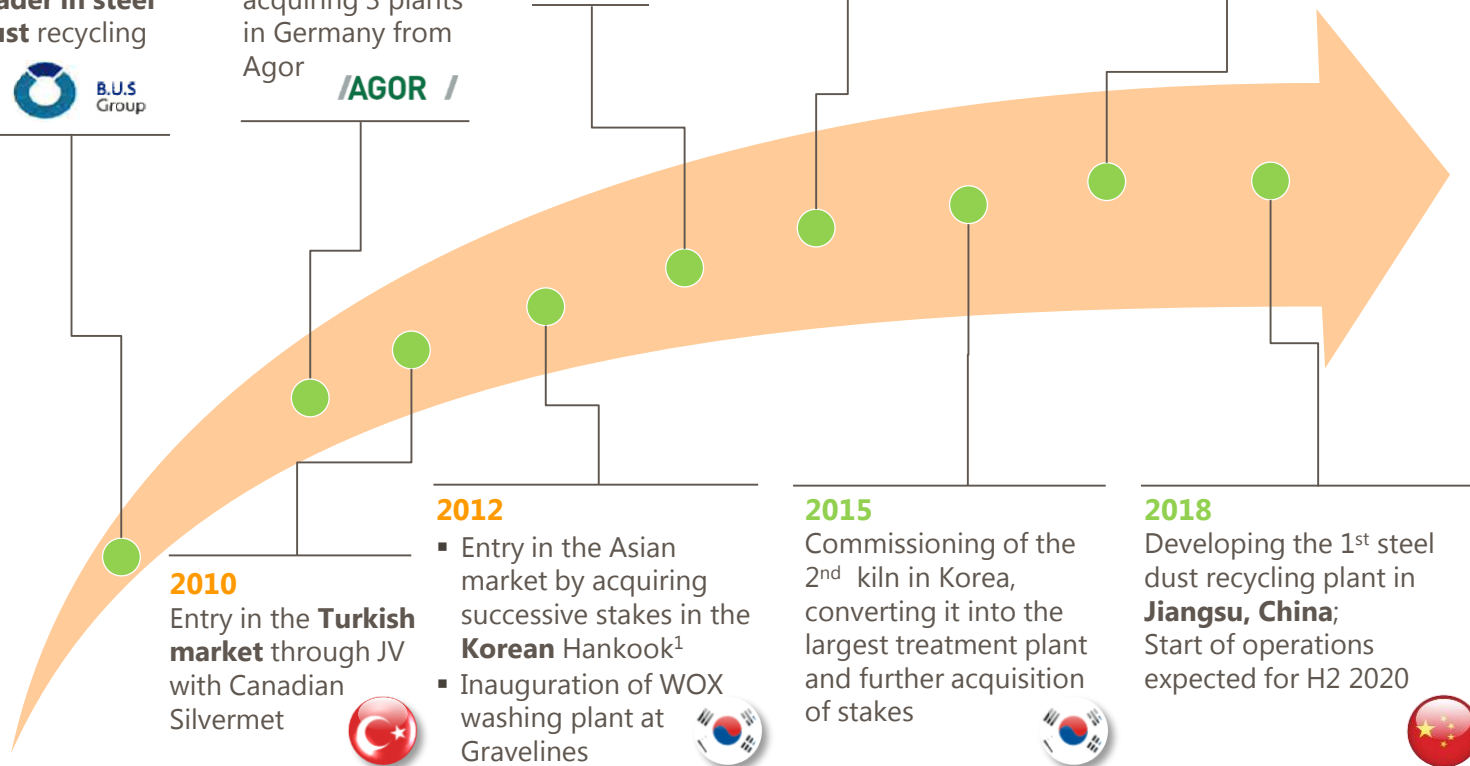 ader in steel
ust recycling
B.U.S
Group
acquiring 3 plants
in Germany from
Agor
/AGOR /
2010
Entry in the Turkish
market through JV
with Canadian
Silvermet
2012
▪ Entry in the Asian
market by acquiring
successive stakes in the
Korean Hankook¹
▪ Inauguration of WOX
washing plant at
Gravelines
2015
Commissioning of the
2nd kiln in Korea,
converting it into the
largest treatment plant
and further acquisition
of stakes
2018
Developing the 1st steel
dust recycling plant in
Jiangsu, China;
Start of operations
expected for H2 2020